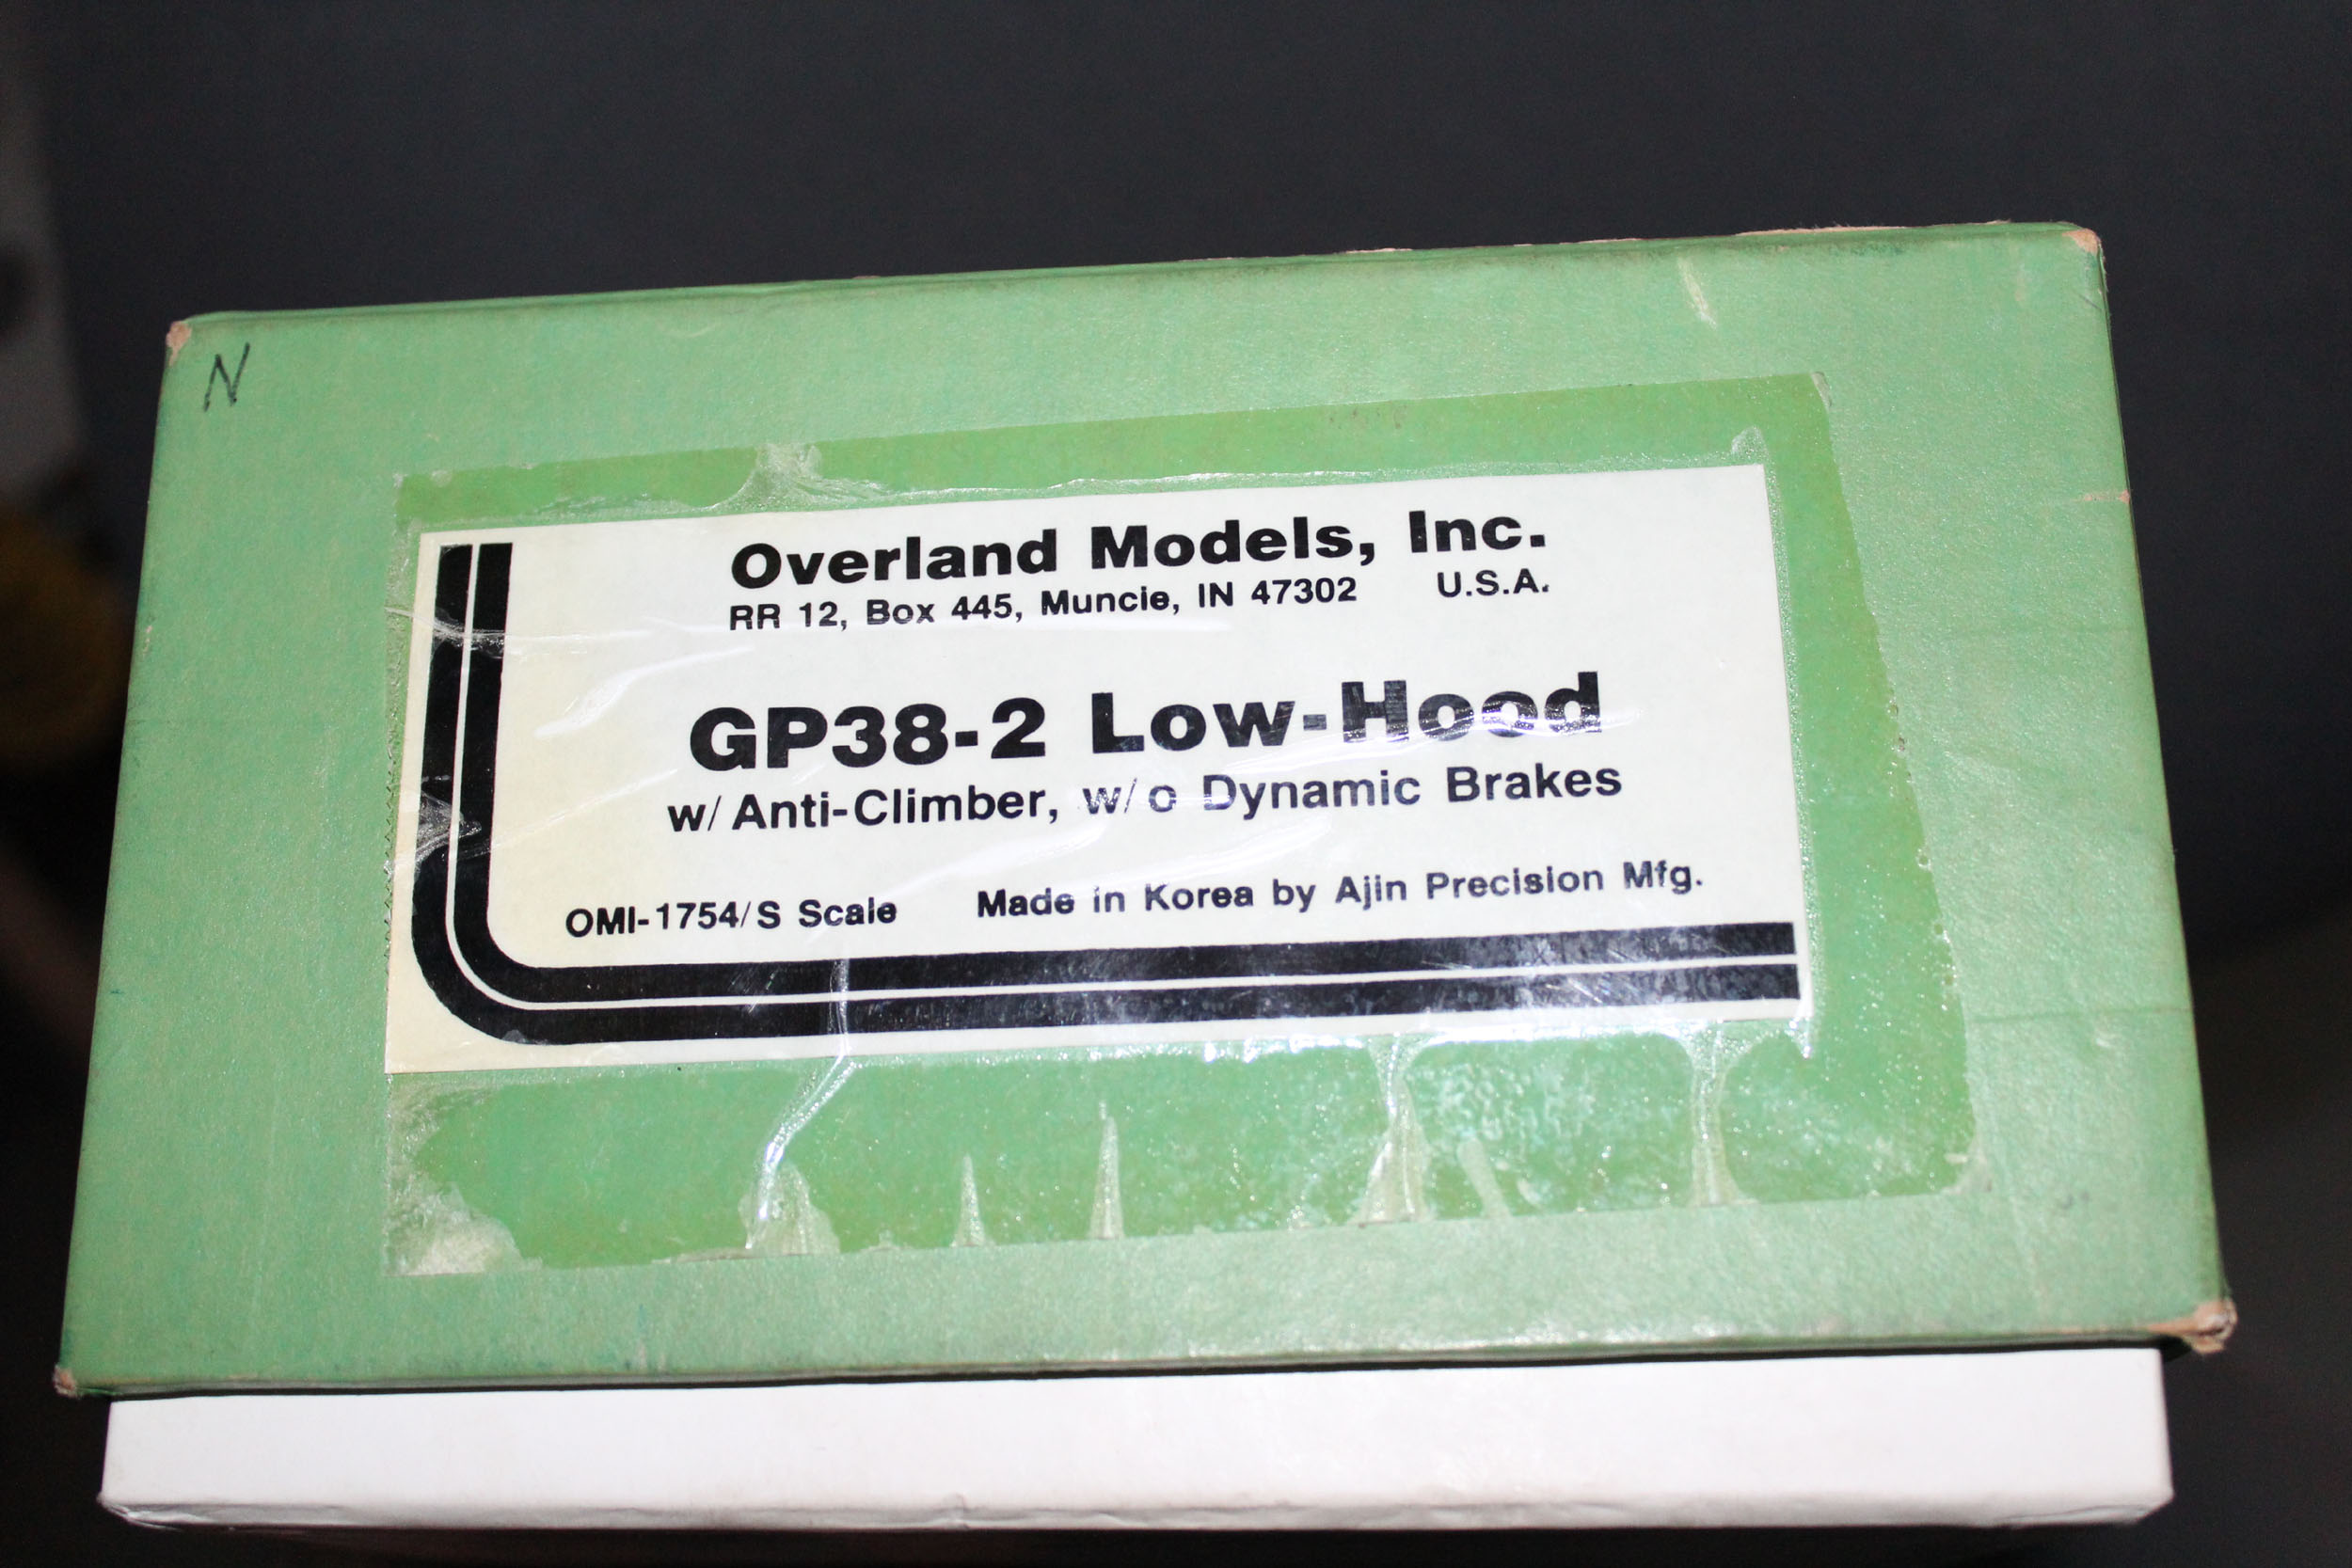 N
Overland Models, Inc.
RR 12, Box 445, Muncie, IN 47302 U.S.A.
GP38-2 Low-Hood
w/ Anti-Climber, w/o Dynamic Brakes
OMI-1754/S Scale Made in Korea by Ajin Precision Mfg.